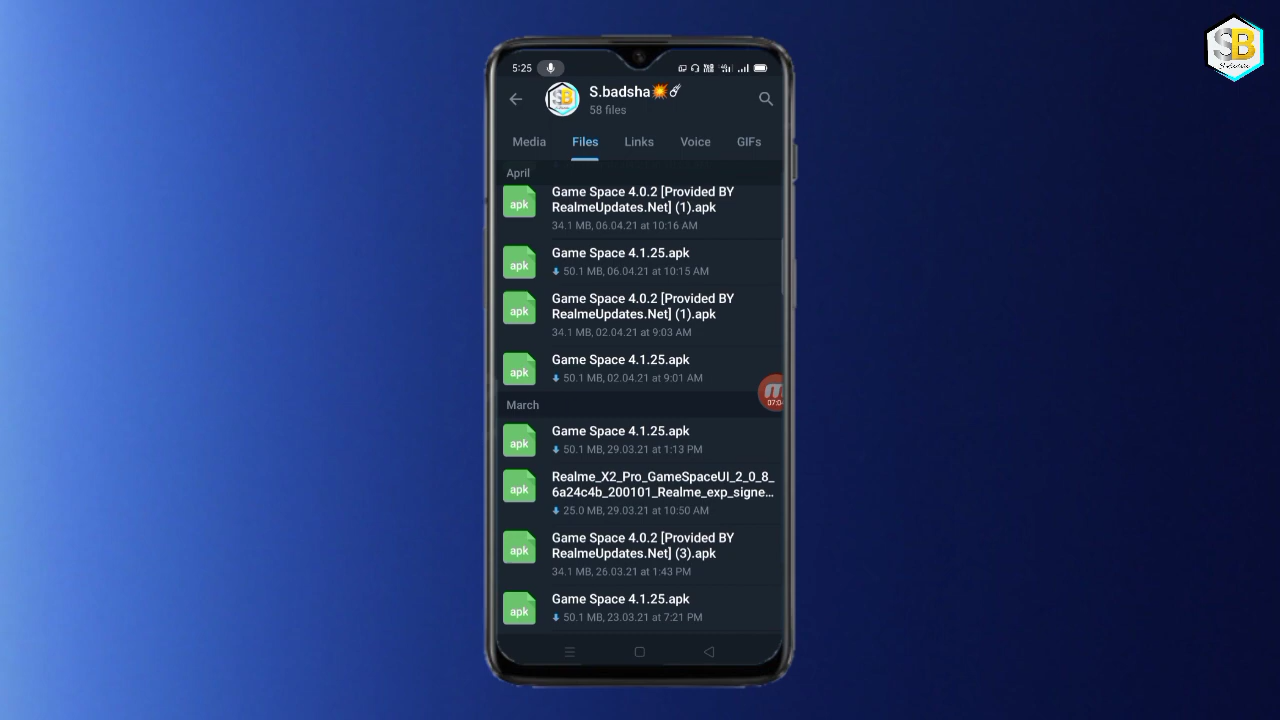 SB
5:25
SB
S.badsha💥☄
58 files
Media Files Links Voice GIFs
April
apk
Game Space 4.0.2 [Provided BY
RealmeUpdates.Net] (1).apk
34.1 MB, 06.04.21 at 10:16 AM
apk
Game Space 4.1.25.apk
50.1 MB, 06.04.21 at 10:15 AM
apk
Game Space 4.0.2 [Provided BY
RealmeUpdates.Net] (1).apk
34.1 MB, 02.04.21 at 9:03 AM
apk
Game Space 4.1.25.apk
50.1 MB, 02.04.21 at 9:01 AM
07:0
March
apk
Game Space 4.1.25.apk
50.1 MB, 29.03.21 at 1:13 PM
apk
Realme_X2_Pro_GameSpaceUI_2_0_8_
6a24c4b_200101_Realme_exp_signe...
25.0 MB, 29.03.21 at 10:50 AM
apk
Game Space 4.0.2 [Provided BY
RealmeUpdates.Net] (3).apk
34.1 MB, 26.03.21 at 1:43 PM
apk
Game Space 4.1.25.apk
50.1 MB, 23.03.21 at 7:21 PM